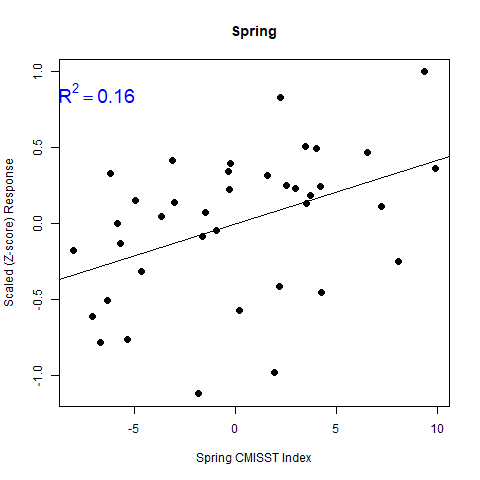 Spring
R² = 0.16
Scaled (Z-score) Response
1.0
0.5
0.0
-0.5
-1.0
-5
0
5
10
Spring CMISST Index